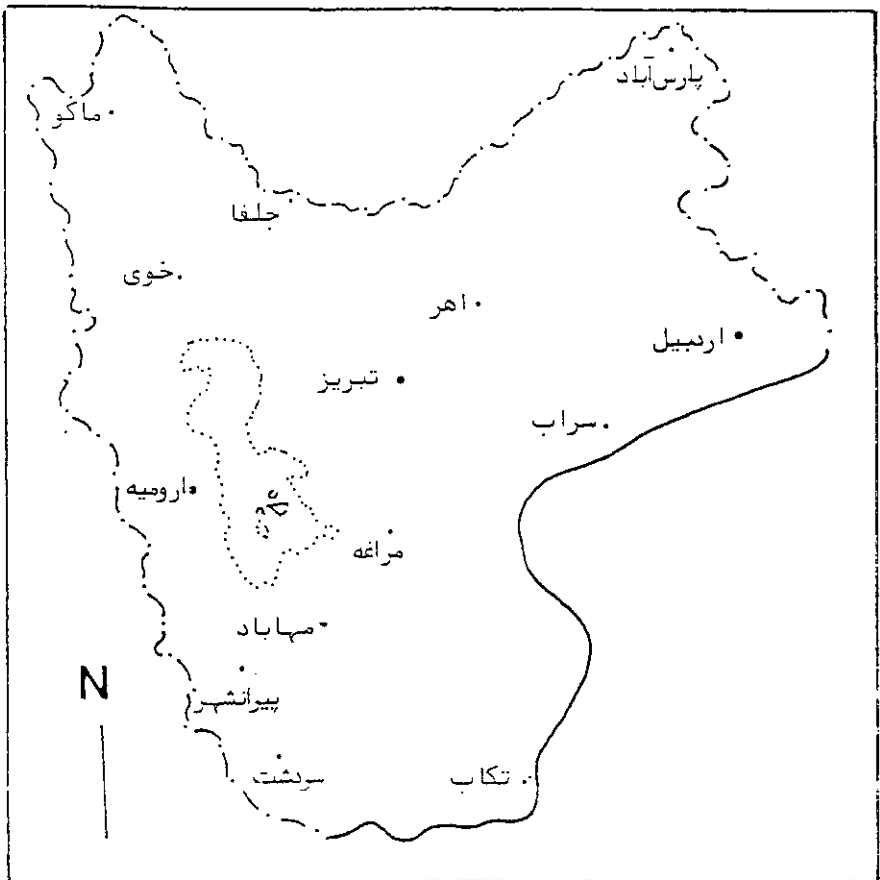 پارس‌آباد
ماکو
جلفا
خوی
اهر
اردبیل
تبریز
سراب
ارومیه
مراغه
مهاباد
N
پیرانشهر
سردشت
تکاب